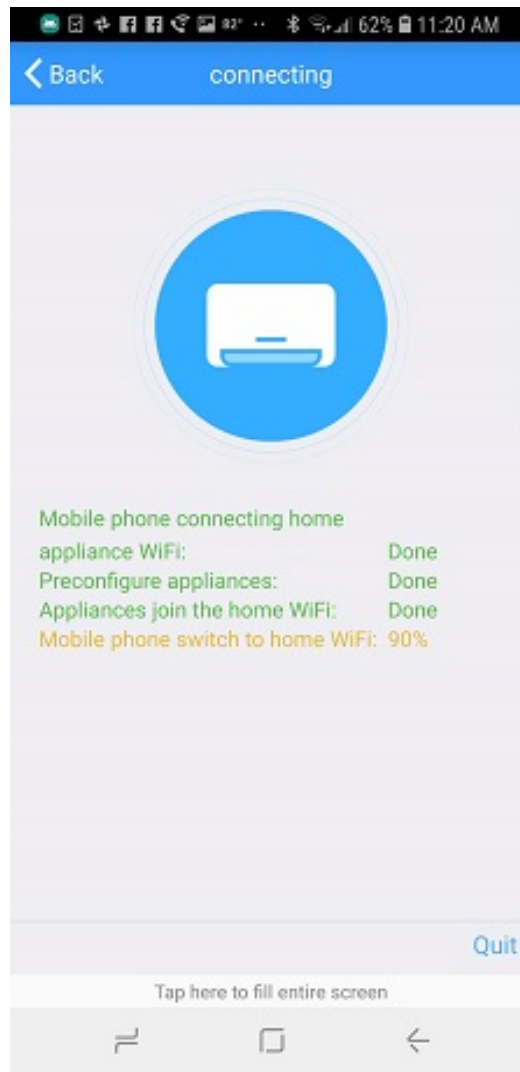 82° 62% 11:20 AM
Back connecting
Mobile phone connecting home
appliance WiFi: Done
Preconfigure appliances: Done
Appliances join the home WiFi: Done
Mobile phone switch to home WiFi: 90%
Quit
Tap here to fill entire screen